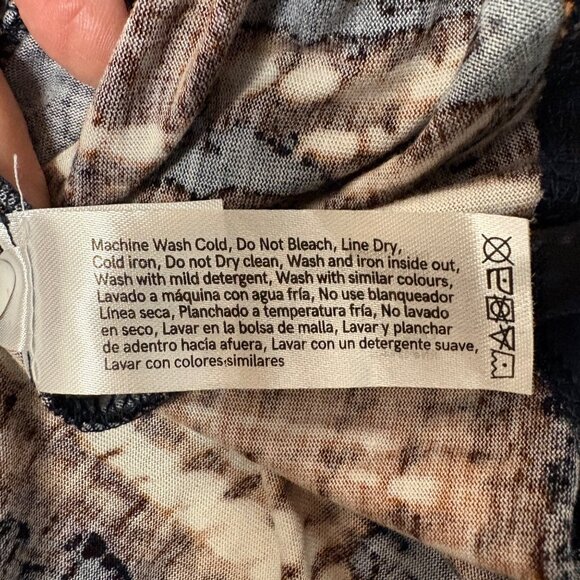 Machine Wash Cold, Do Not Bleach, Line Dry,
Cold iron, Do not Dry clean, Wash and iron inside out,
Wash with mild detergent, Wash with similar colours,
Lavado a máquina con agua fría, No use blanqueador
Línea seca, Planchado a temperatura fría, No lavado
en seco, Lavar en la bolsa de malla, Lavar y planchar
de adentro hacía afuera, Lavar con un detergente suave,
Lavar con colores similares